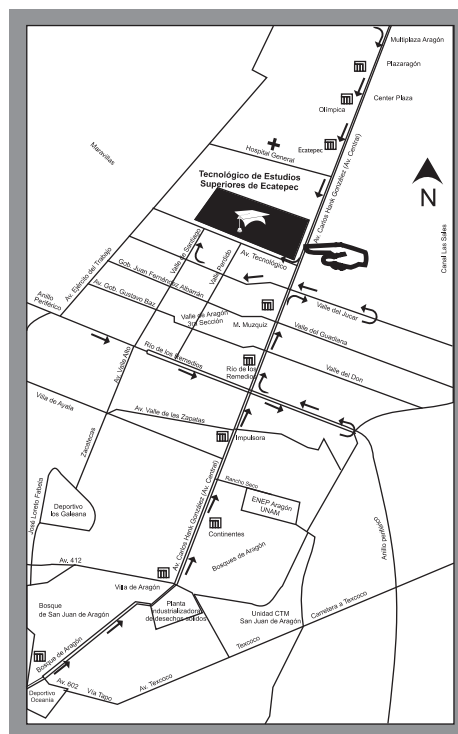 Multiplaza Aragón
Plazaragón
Center Plaza
Olímpica
Ecatepec
Hospital General
Maravillas
Tecnológico de Estudios
Superiores de Ecatepec
Av. Carlos Hank González (Av. Central)
N
Canal Las Sales
Av. Ejército del Trabajo
Valle de Santiago
Valle Perdido
Av. Tecnológico
Gob. Juan Fernández Albarrán
Av. Gob. Gustavo Baz
Anillo
Periférico
Valle de Aragón
3ra Sección
M. Muzquiz
Valle del Jucar
Valle del Guadiana
Valle del Don
Río de los Remedios
Río de los
Remedios
Av. Valle Alto
Villa de Ayala
Av. Valle de las Zapatas
Zacatecas
Impulsora
Rancho Seco
ENEP Aragón
UNAM
José Loreto Fabela
Deportivo
los Galeana
Av. Carlos Hank González (Av. Central)
Continentes
Bosques de Aragón
Anillo periférico
Av. 412
Villa de Aragón
Bosque
de San Juan de Aragón
Planta
industrializadora
de desechos sólidos
Unidad CTM
San Juan de Aragón
Carretera a Texcoco
Texcoco
Bosque de Aragón
Av. 602
Vía Tapo
Av. Texcoco
Deportivo
Oceanía